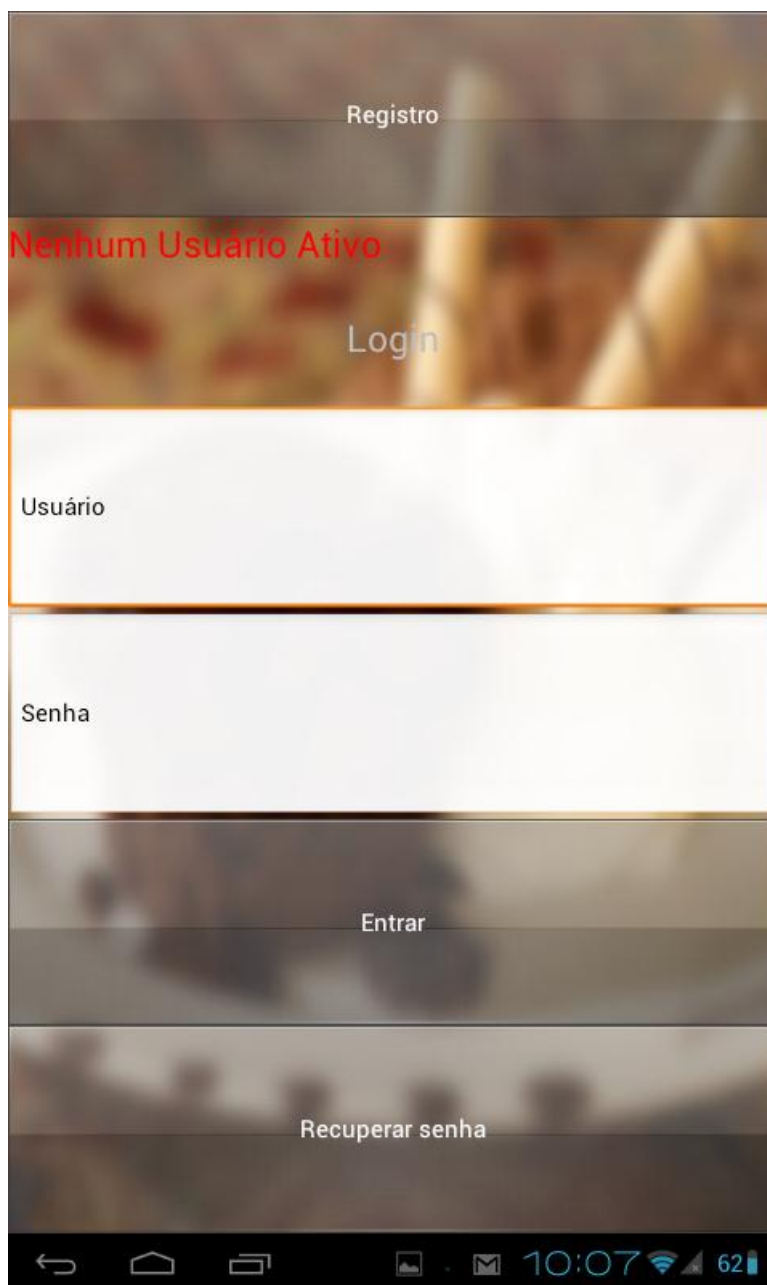 Registro
Nenhum Usuário Ativo
Login
Usuário
Senha
Entrar
Recuperar senha
10:07
62